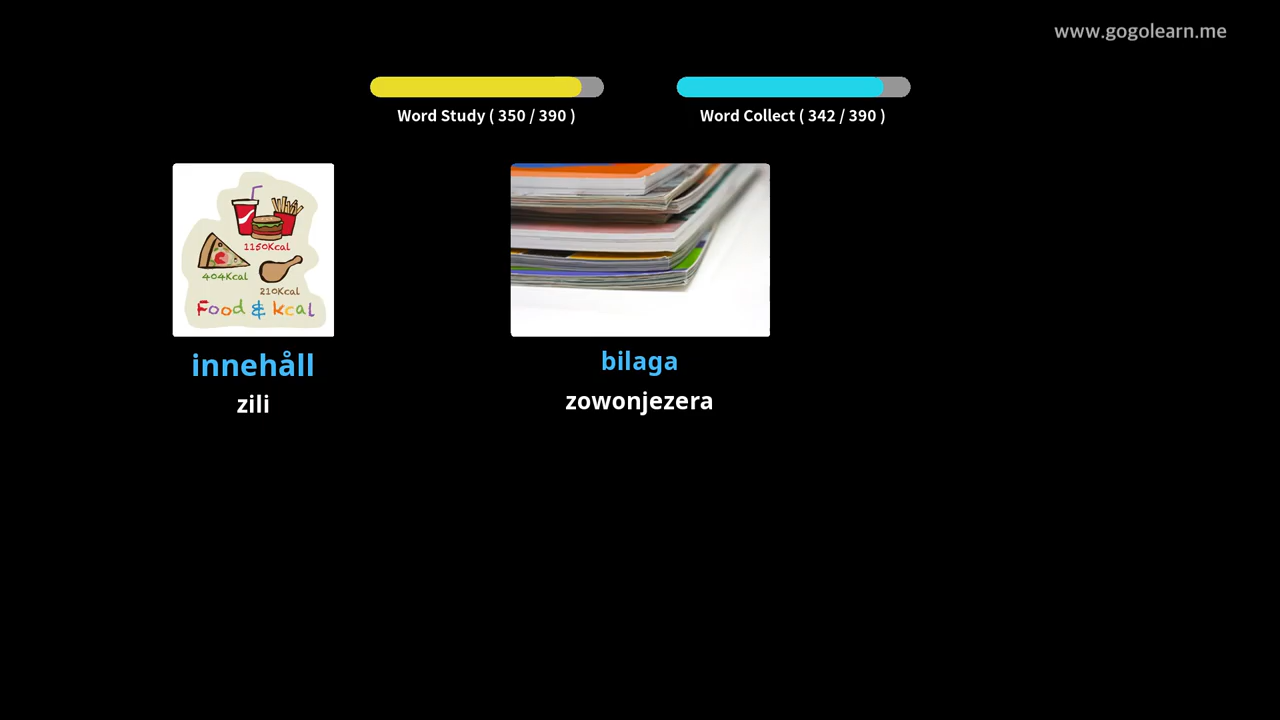 www.gogolearn.me
Word Study ( 350 / 390 )
Word Collect ( 342 / 390 )
1150Kcal
404Kcal
210Kcal
Food & kcal
innehåll
zili
bilaga
zowonjezera